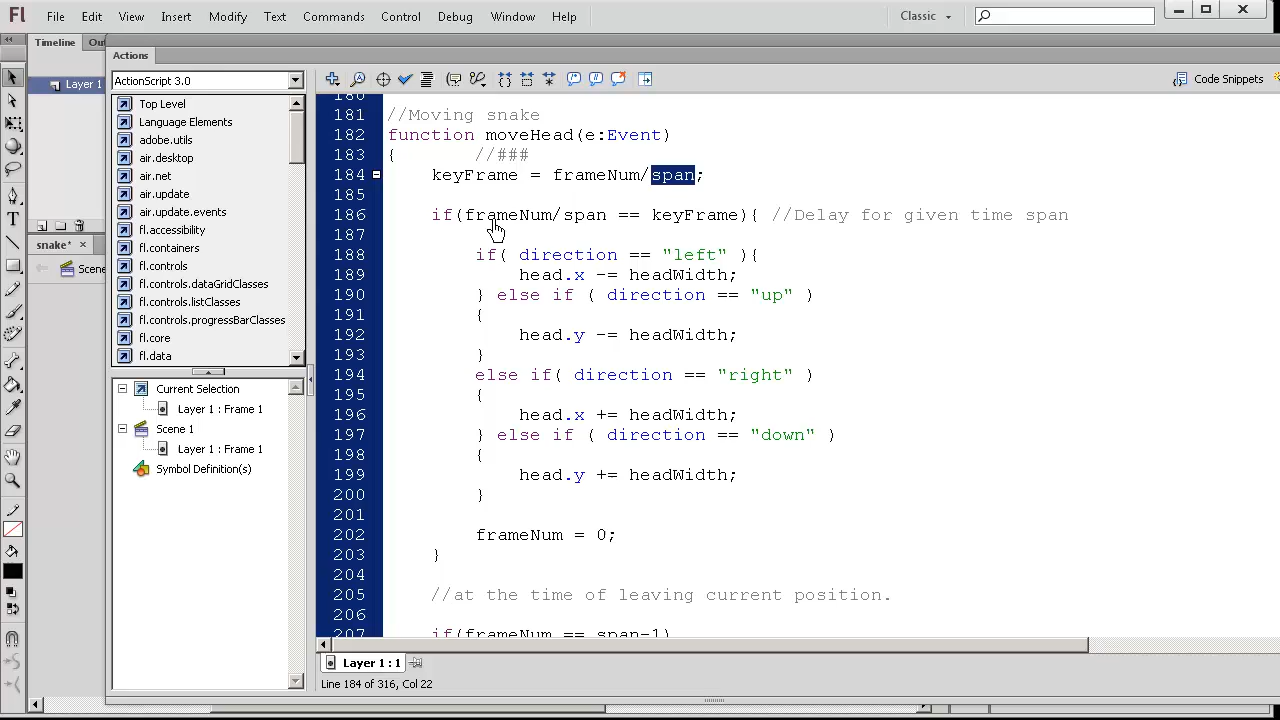 Fl File Edit View Insert Modify Text Commands Control Debug Window Help Classic
Timeline
Actions
Layer 1
ActionScript 3.0
Code Snippets
Top Level
Language Elements
adobe.utils
air.desktop
air.net
air.update
air.update.events
fl.accessibility
fl.containers
fl.controls
fl.controls.dataGridClasses
fl.controls.listClasses
fl.controls.progressBarClasses
fl.core
fl.data
snake*
Scene
Current Selection
Layer 1 : Frame 1
Scene 1
Layer 1 : Frame 1
Symbol Definition(s)
180
181 //Moving snake
182 function moveHead(e:Event)
183 { //###
184 keyFrame = frameNum/span;
185
186 if(frameNum/span == keyFrame){ //Delay for given time span
187
188 if( direction == "left" ){
189 head.x -= headWidth;
190 } else if ( direction == "up" )
191 {
192 head.y -= headWidth;
193 }
194 else if( direction == "right" )
195 {
196 head.x += headWidth;
197 } else if ( direction == "down" )
198 {
199 head.y += headWidth;
200 }
201
202 frameNum = 0;
203 }
204
205 //at the time of leaving current position.
206
207 if(frameNum == span-1)
Layer 1 : 1
Line 184 of 316, Col 22